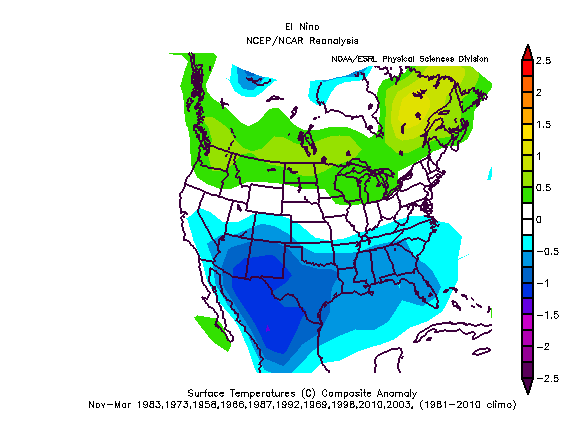 El Nino
NCEP/NCAR Reanalysis
NOAA/ESRL Physical Sciences Division
2.5
2
1.5
1
0.5
0
−0.5
−1
−1.5
−2
−2.5
Surface Temperatures (C) Composite Anomaly
Nov-Mar 1983,1973,1958,1966,1987,1992,1969,1998,2010,2003, (1981-2010 climo)